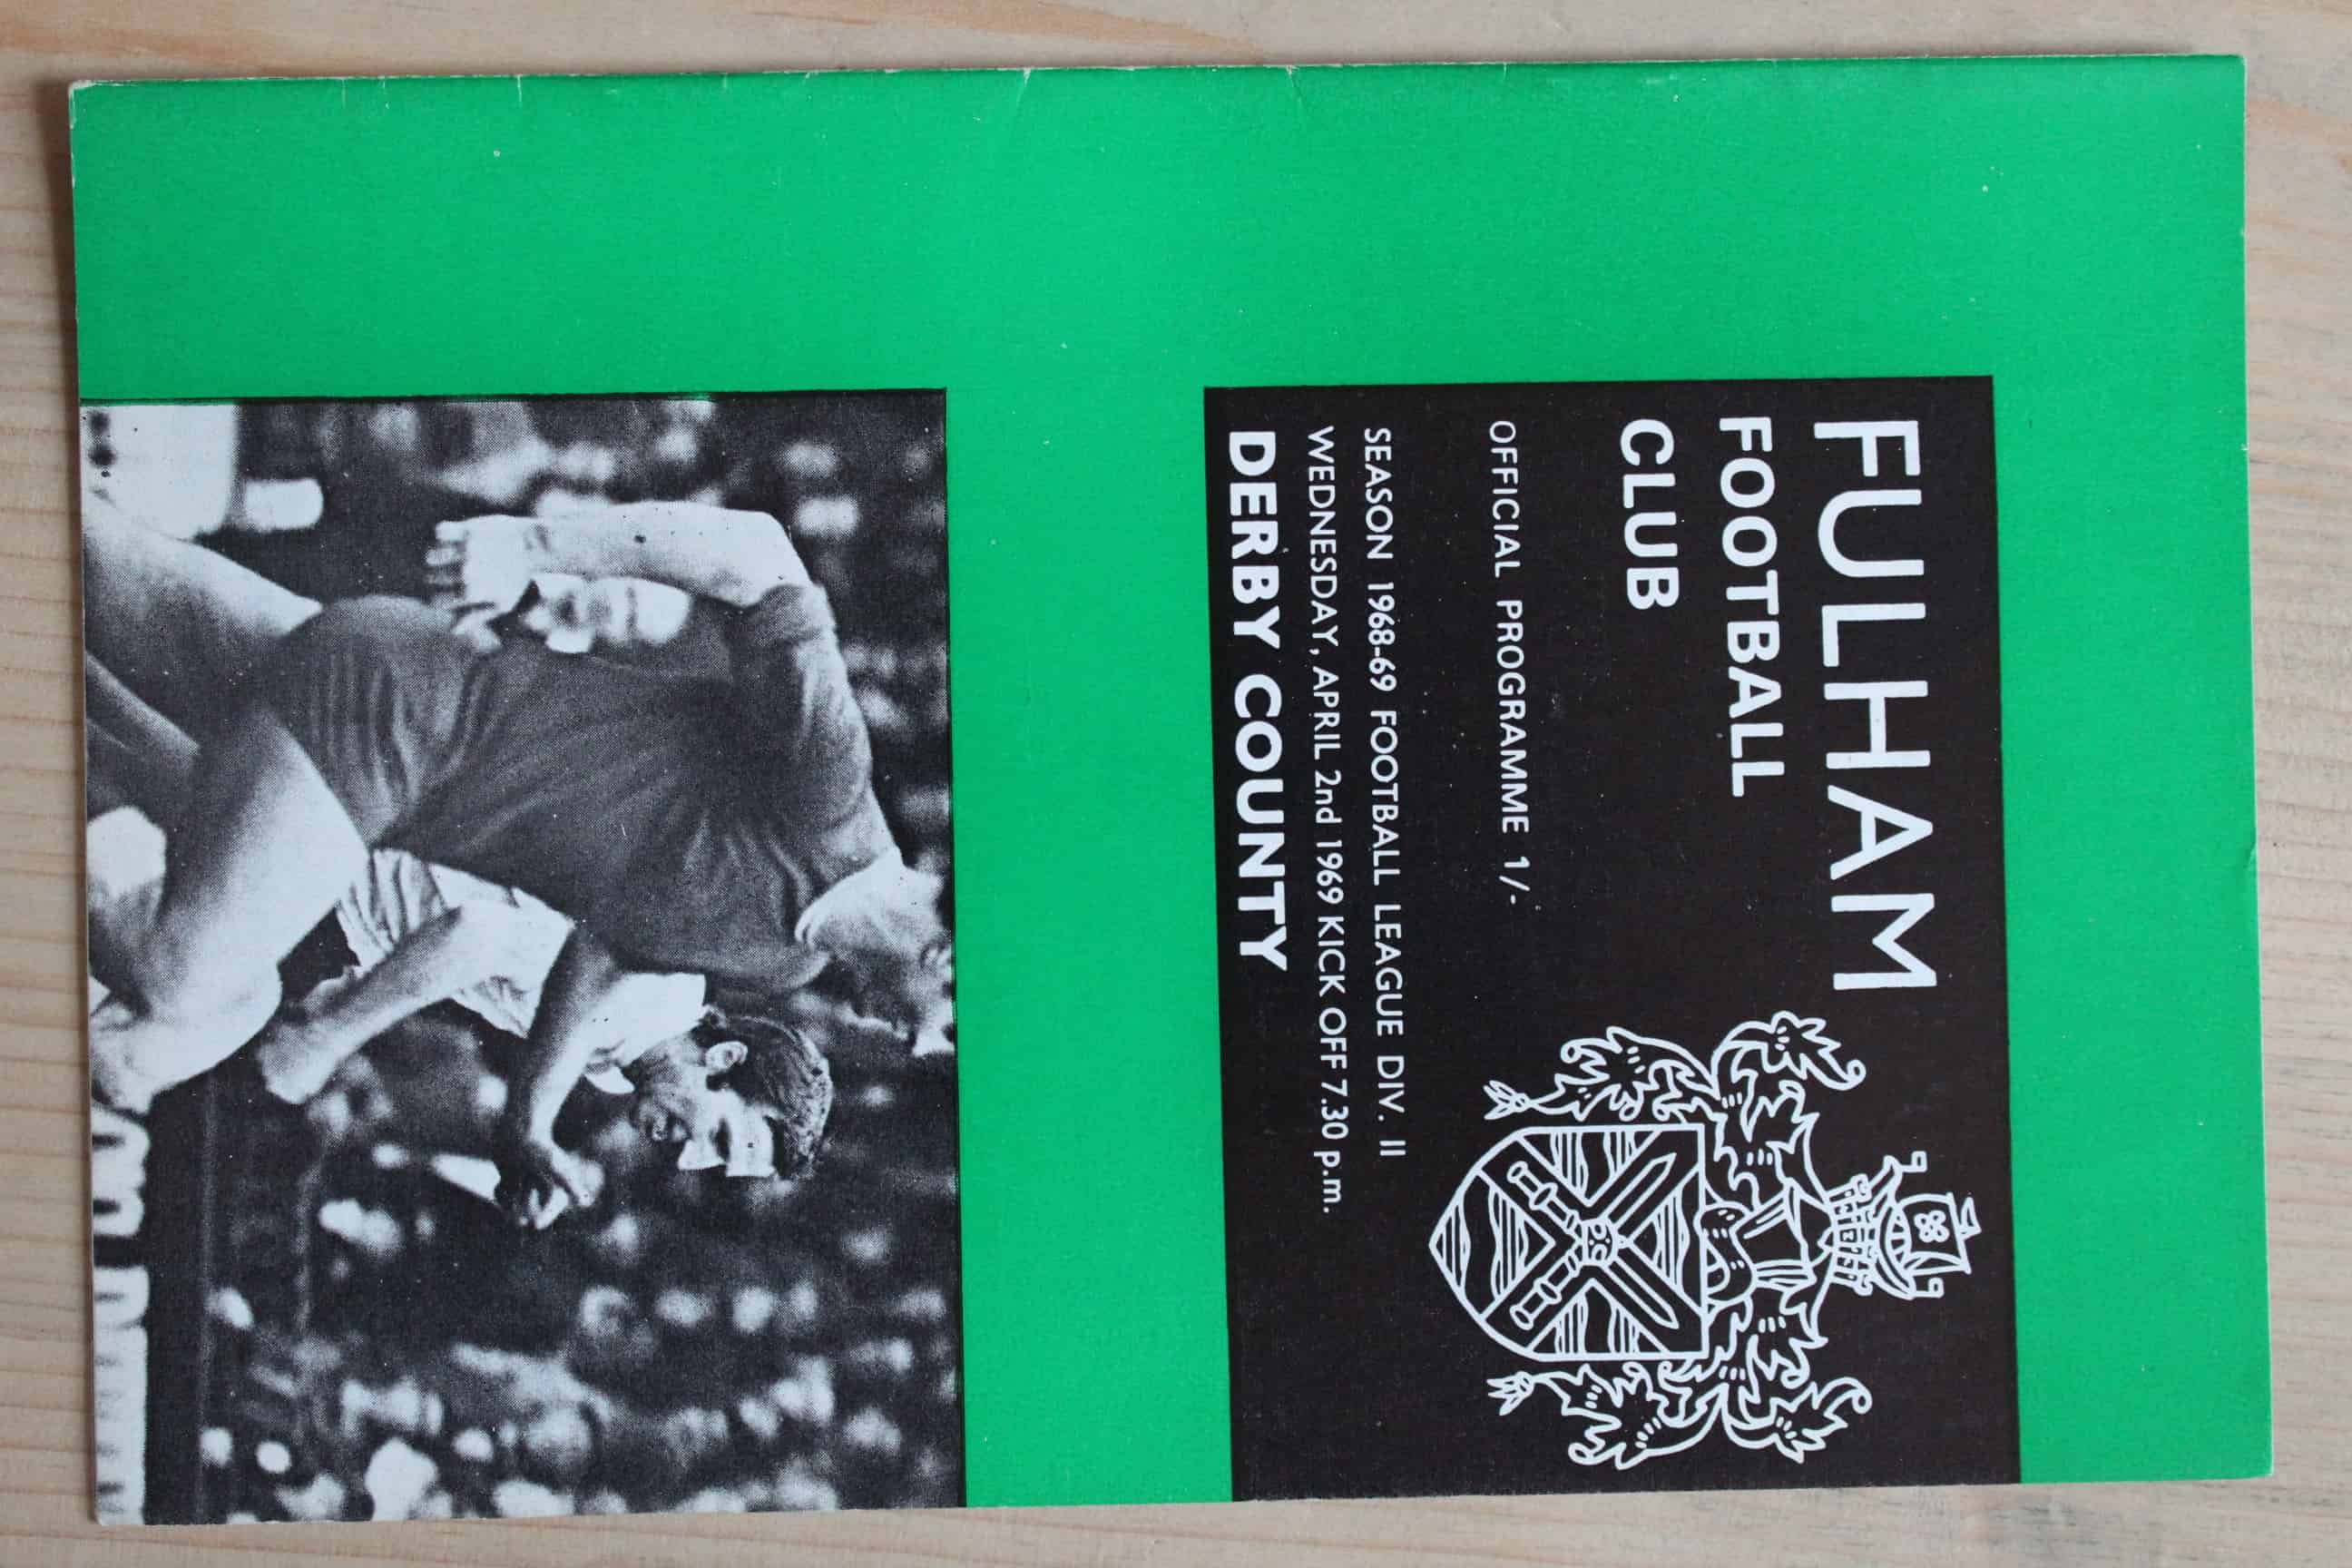 FULHAM
FOOTBALL
CLUB
OFFICIAL PROGRAMME 1/-
SEASON 1968-69 FOOTBALL LEAGUE DIV. II
WEDNESDAY, APRIL 2nd 1969 KICK OFF 7.30 p.m.
DERBY COUNTY